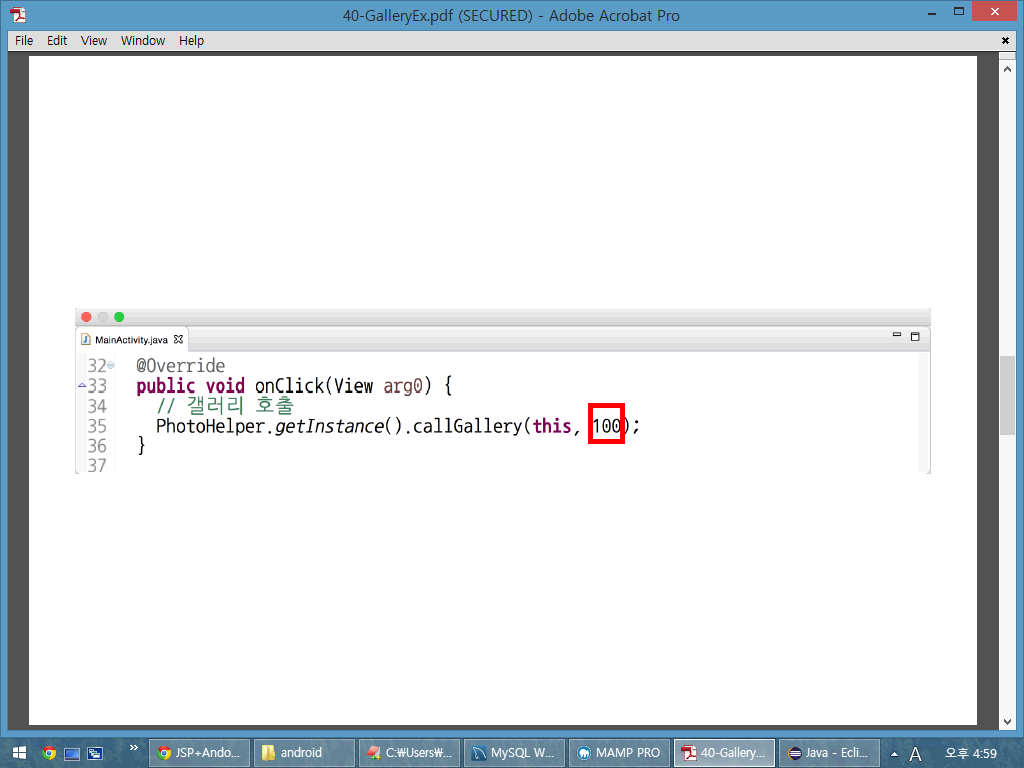 40-GalleryEx.pdf (SECURED) - Adobe Acrobat Pro
File Edit View Window Help
MainActivity.java
32 @Override
33 public void onClick(View arg0) {
34 // 갤러리 호출
35 PhotoHelper.getInstance().callGallery(this, 100);
36 }
37
JSP+Ando... android C:₩Users₩... MySQL W... MAMP PRO 40-Gallery... Java - Ecli... A 오후 4:59